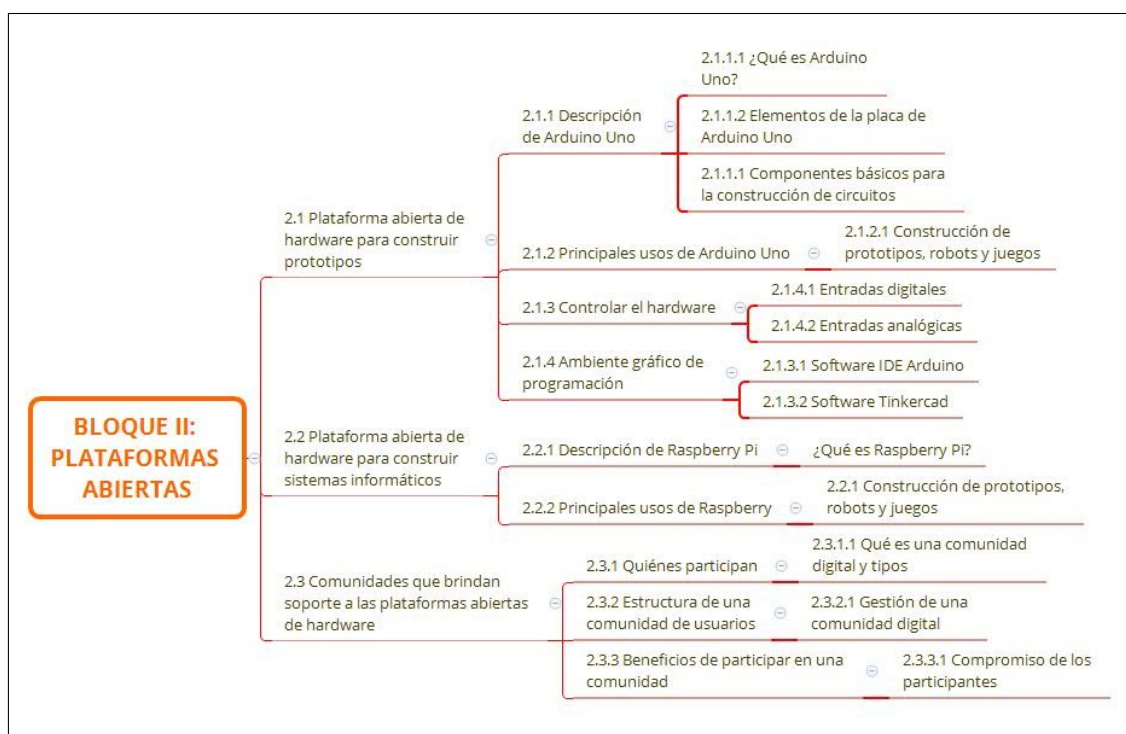 BLOQUE II:
PLATAFORMAS
ABIERTAS
2.1 Plataforma abierta de
hardware para construir
prototipos
2.1.1 Descripción
de Arduino Uno
2.1.1.1 ¿Qué es Arduino
Uno?
2.1.1.2 Elementos de la placa de
Arduino Uno
2.1.1.1 Componentes básicos para
la construcción de circuitos
2.1.2 Principales usos de Arduino Uno
2.1.2.1 Construcción de
prototipos, robots y juegos
2.1.3 Controlar el hardware
2.1.4.1 Entradas digitales
2.1.4.2 Entradas analógicas
2.1.4 Ambiente gráfico de
programación
2.1.3.1 Software IDE Arduino
2.1.3.2 Software Tinkercad
2.2 Plataforma abierta de
hardware para construir
sistemas informáticos
2.2.1 Descripción de Raspberry Pi
¿Qué es Raspberry Pi?
2.2.2 Principales usos de Raspberry
2.2.1 Construcción de prototipos,
robots y juegos
2.3 Comunidades que brindan
soporte a las plataformas abiertas
de hardware
2.3.1 Quiénes participan
2.3.1.1 Qué es una comunidad
digital y tipos
2.3.2 Estructura de una
comunidad de usuarios
2.3.2.1 Gestión de una
comunidad digital
2.3.3 Beneficios de participar en una
comunidad
2.3.3.1 Compromiso de los
participantes